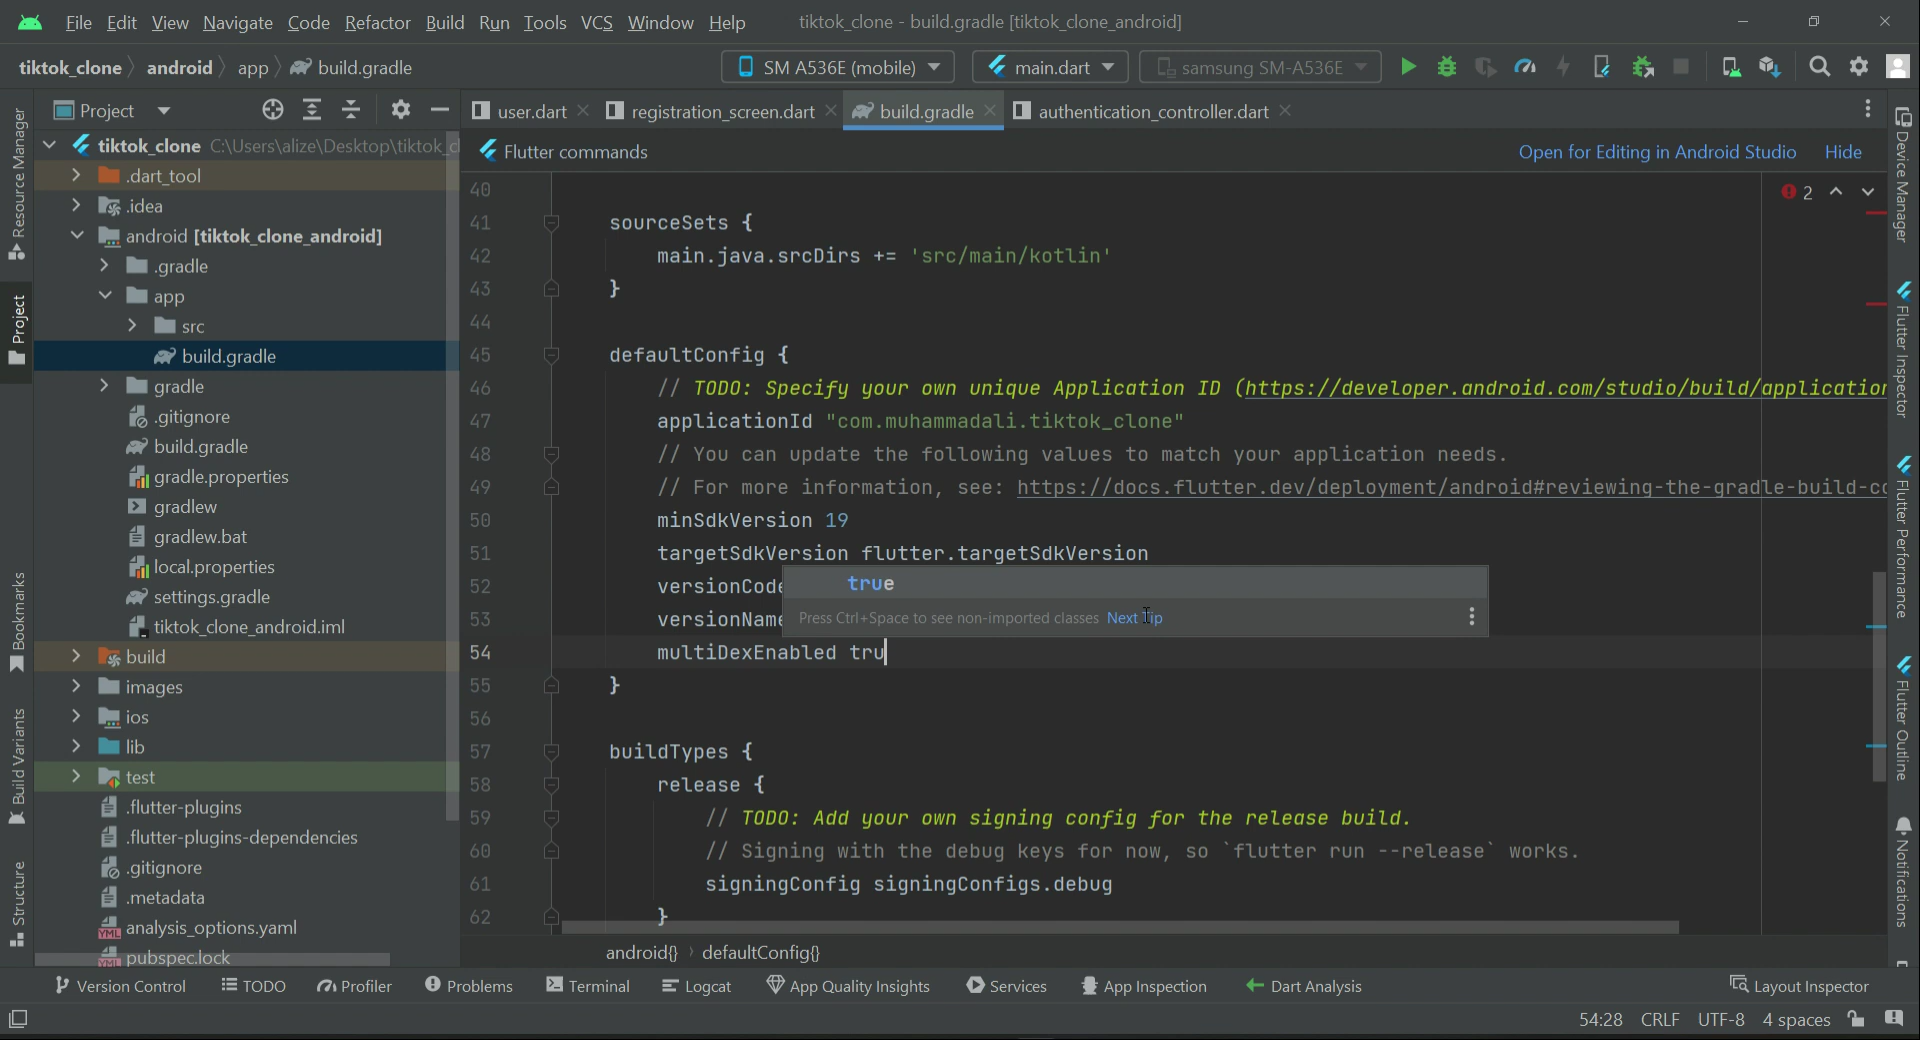 File Edit View Navigate Code Refactor Build Run Tools VCS Window Help tiktok_clone - build.gradle [tiktok_clone_android]
tiktok_clone android app build.gradle SM A536E (mobile) main.dart samsung SM-A536E
Project user.dart registration_screen.dart build.gradle authentication_controller.dart
Flutter commands Open for Editing in Android Studio Hide
Resource Manager
Project
Bookmarks
Build Variants
Structure
tiktok_clone C:\Users\alize\Desktop\tiktok_cl
.dart_tool
.idea
android [tiktok_clone_android]
.gradle
app
src
build.gradle
gradle
.gitignore
build.gradle
gradle.properties
gradlew
gradlew.bat
local.properties
settings.gradle
tiktok_clone_android.iml
build
images
ios
lib
test
.flutter-plugins
.flutter-plugins-dependencies
.gitignore
.metadata
analysis_options.yaml
pubspec.lock
2
40
41 sourceSets {
42 main.java.srcDirs += 'src/main/kotlin'
43 }
44
45 defaultConfig {
46 // TODO: Specify your own unique Application ID (https://developer.android.com/studio/build/application
47 applicationId "com.muhammadali.tiktok_clone"
48 // You can update the following values to match your application needs.
49 // For more information, see: https://docs.flutter.dev/deployment/android#reviewing-the-gradle-build-co
50 minSdkVersion 19
51 targetSdkVersion flutter.targetSdkVersion
52 versionCode
true
53 versionName
Press Ctrl+Space to see non-imported classes Next Tip
54 multiDexEnabled tru
55 }
56
57 buildTypes {
58 release {
59 // TODO: Add your own signing config for the release build.
60 // Signing with the debug keys for now, so `flutter run --release` works.
61 signingConfig signingConfigs.debug
62 }
android{} › defaultConfig{}
Device Manager
Flutter Inspector
Flutter Performance
Flutter Outline
Notifications
Version Control TODO Profiler Problems Terminal Logcat App Quality Insights Services App Inspection Dart Analysis Layout Inspector
54:28 CRLF UTF-8 4 spaces